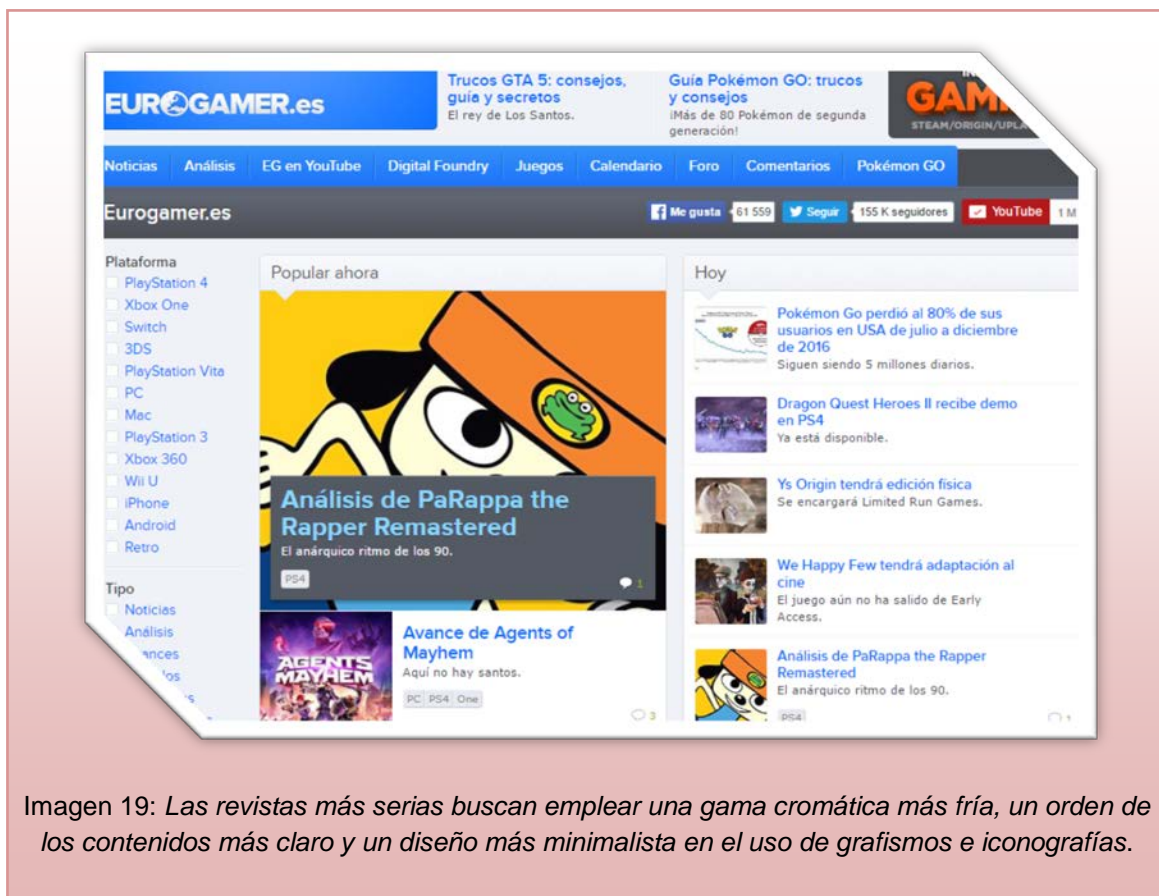 EUROGAMER.es
Trucos GTA 5: consejos,
guía y secretos
El rey de Los Santos.
Guía Pokémon GO: trucos
y consejos
¡Más de 80 Pokémon de segunda
generación!
STEAM/ORIGIN/
Noticias Análisis EG en YouTube Digital Foundry Juegos Calendario Foro Comentarios Pokémon GO
Eurogamer.es
Me gusta 61 559 Seguir 155 K seguidores YouTube 1 M
Plataforma
PlayStation 4
Xbox One
Switch
3DS
PlayStation Vita
PC
Mac
PlayStation 3
Xbox 360
Wii U
iPhone
Android
Retro
Tipo
Noticias
Análisis
Popular ahora
Análisis de PaRappa the
Rapper Remastered
El anárquico ritmo de los 90.
PS4
1
AGENTS
MAYHEM
Avance de Agents of
Mayhem
Aquí no hay santos.
PC PS4 One
3
Hoy
Pokémon Go perdió al 80% de sus
usuarios en USA de julio a diciembre
de 2016
Siguen siendo 5 millones diarios.
Dragon Quest Heroes II recibe demo
en PS4
Ya está disponible.
Ys Origin tendrá edición física
Se encargará Limited Run Games.
We Happy Few tendrá adaptación al
cine
El juego aún no ha salido de Early
Access.
Análisis de PaRappa the Rapper
Remastered
El anárquico ritmo de los 90.
PS4
1
Imagen 19: Las revistas más serias buscan emplear una gama cromática más fría, un orden de
los contenidos más claro y un diseño más minimalista en el uso de grafismos e iconografías.